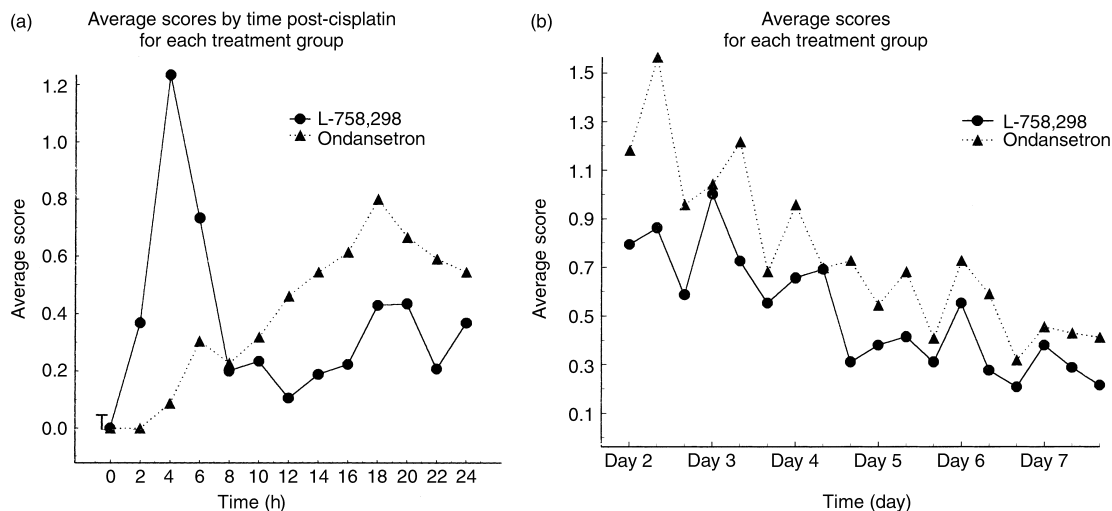 (a)
Average scores by time post-cisplatin
for each treatment group
1.2
1.0
0.8
0.6
0.4
0.2
0.0
Average score
L-758,298
Ondansetron
0 2 4 6 8 10 12 14 16 18 20 22 24
Time (h)
(b)
Average scores
for each treatment group
1.5
1.3
1.1
0.9
0.7
0.5
0.3
0.1
Average score
L-758,298
Ondansetron
Day 2 Day 3 Day 4 Day 5 Day 6 Day 7
Time (day)